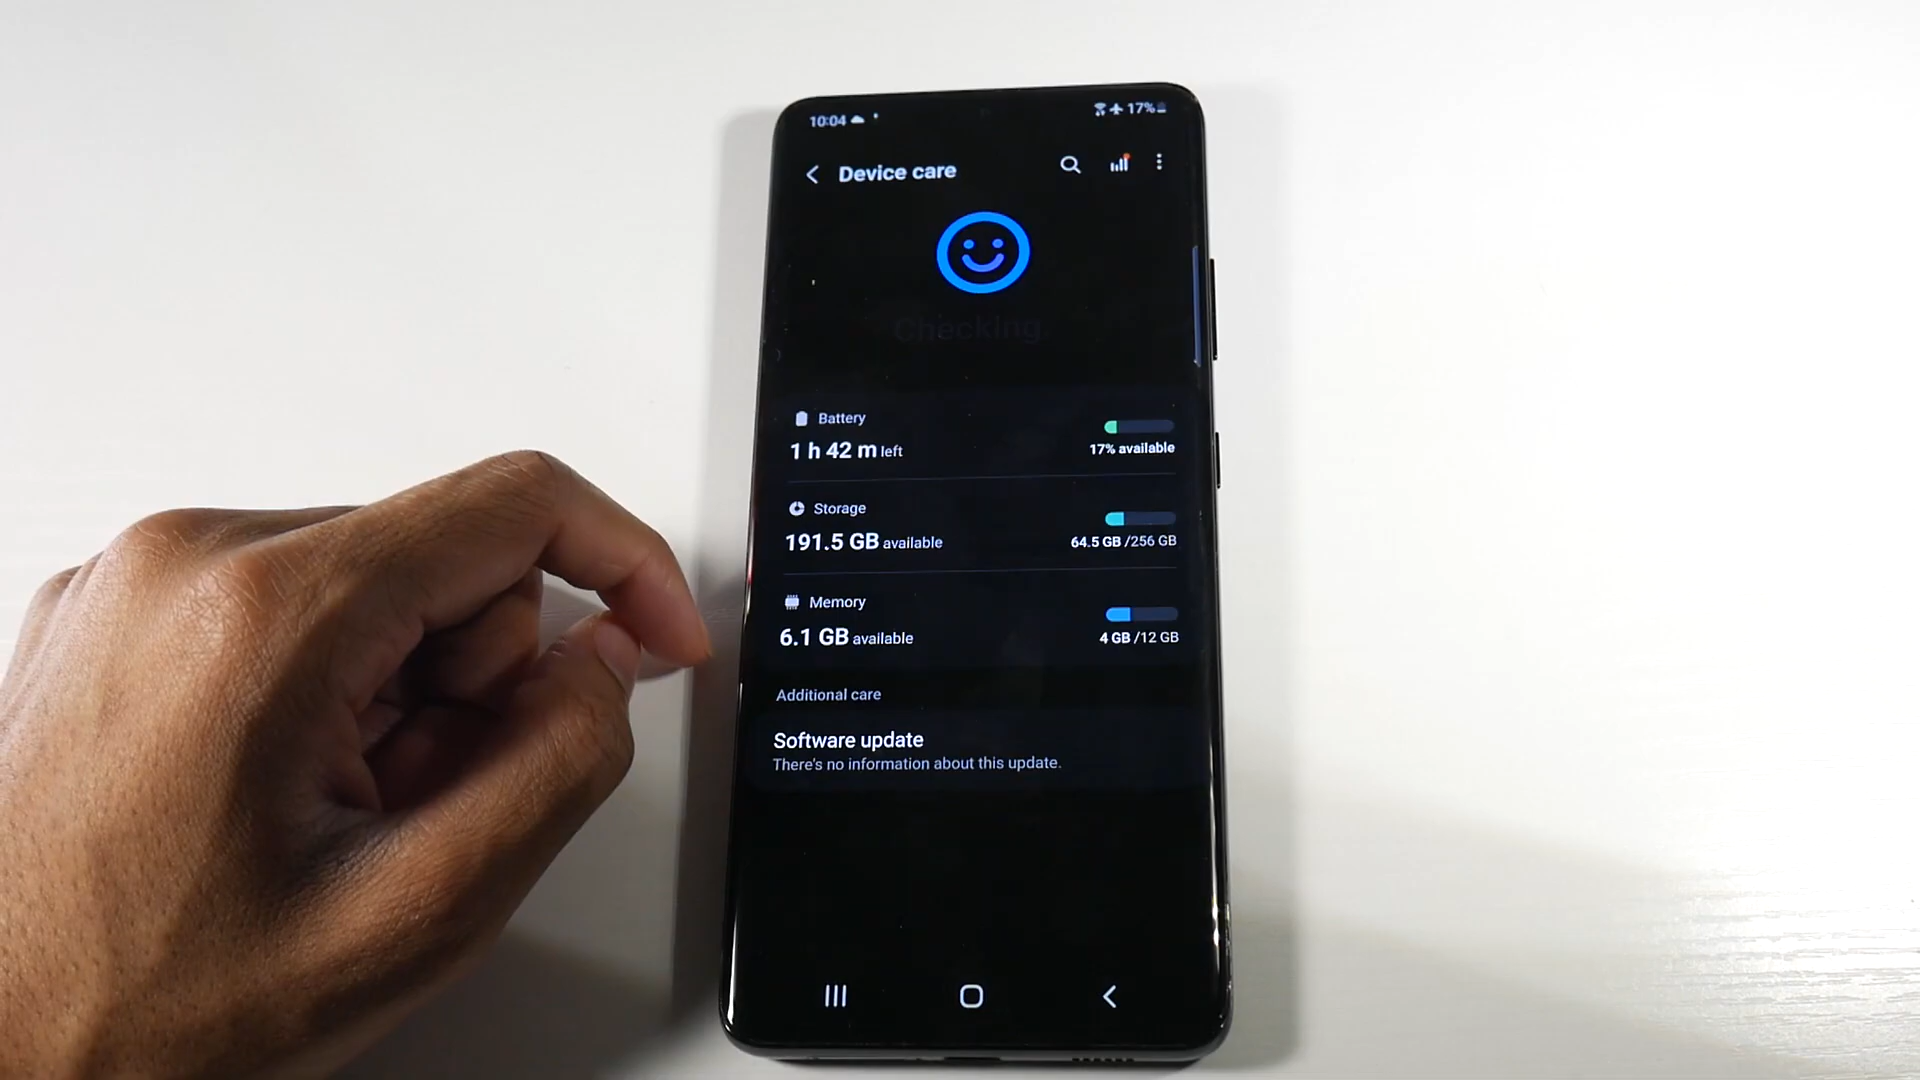 10:04
17%
Device care
Checking
Battery
1 h 42 m left
17% available
Storage
191.5 GB available
64.5 GB /256 GB
Memory
6.1 GB available
4 GB /12 GB
Additional care
Software update
There's no information about this update.